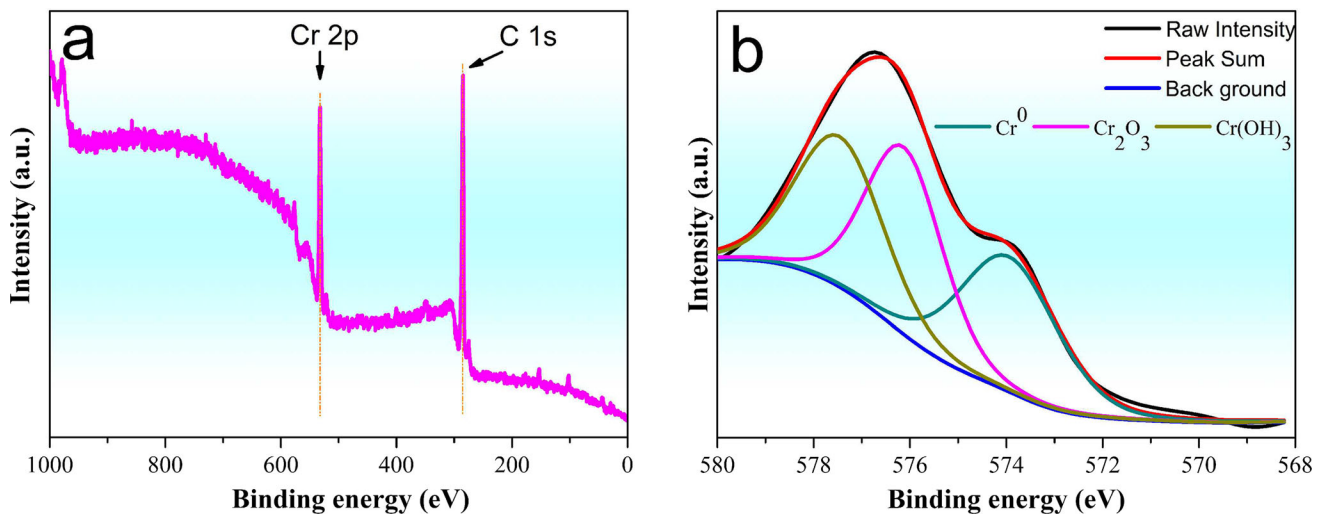 a
Cr 2p
C 1s
Intensity (a.u.)
1000 800 600 400 200 0
Binding energy (eV)
b
Raw Intensity
Peak Sum
Back ground
Cr⁰ Cr₂O₃ Cr(OH)₃
Intensity (a.u.)
580 578 576 574 572 570 568
Binding energy (eV)